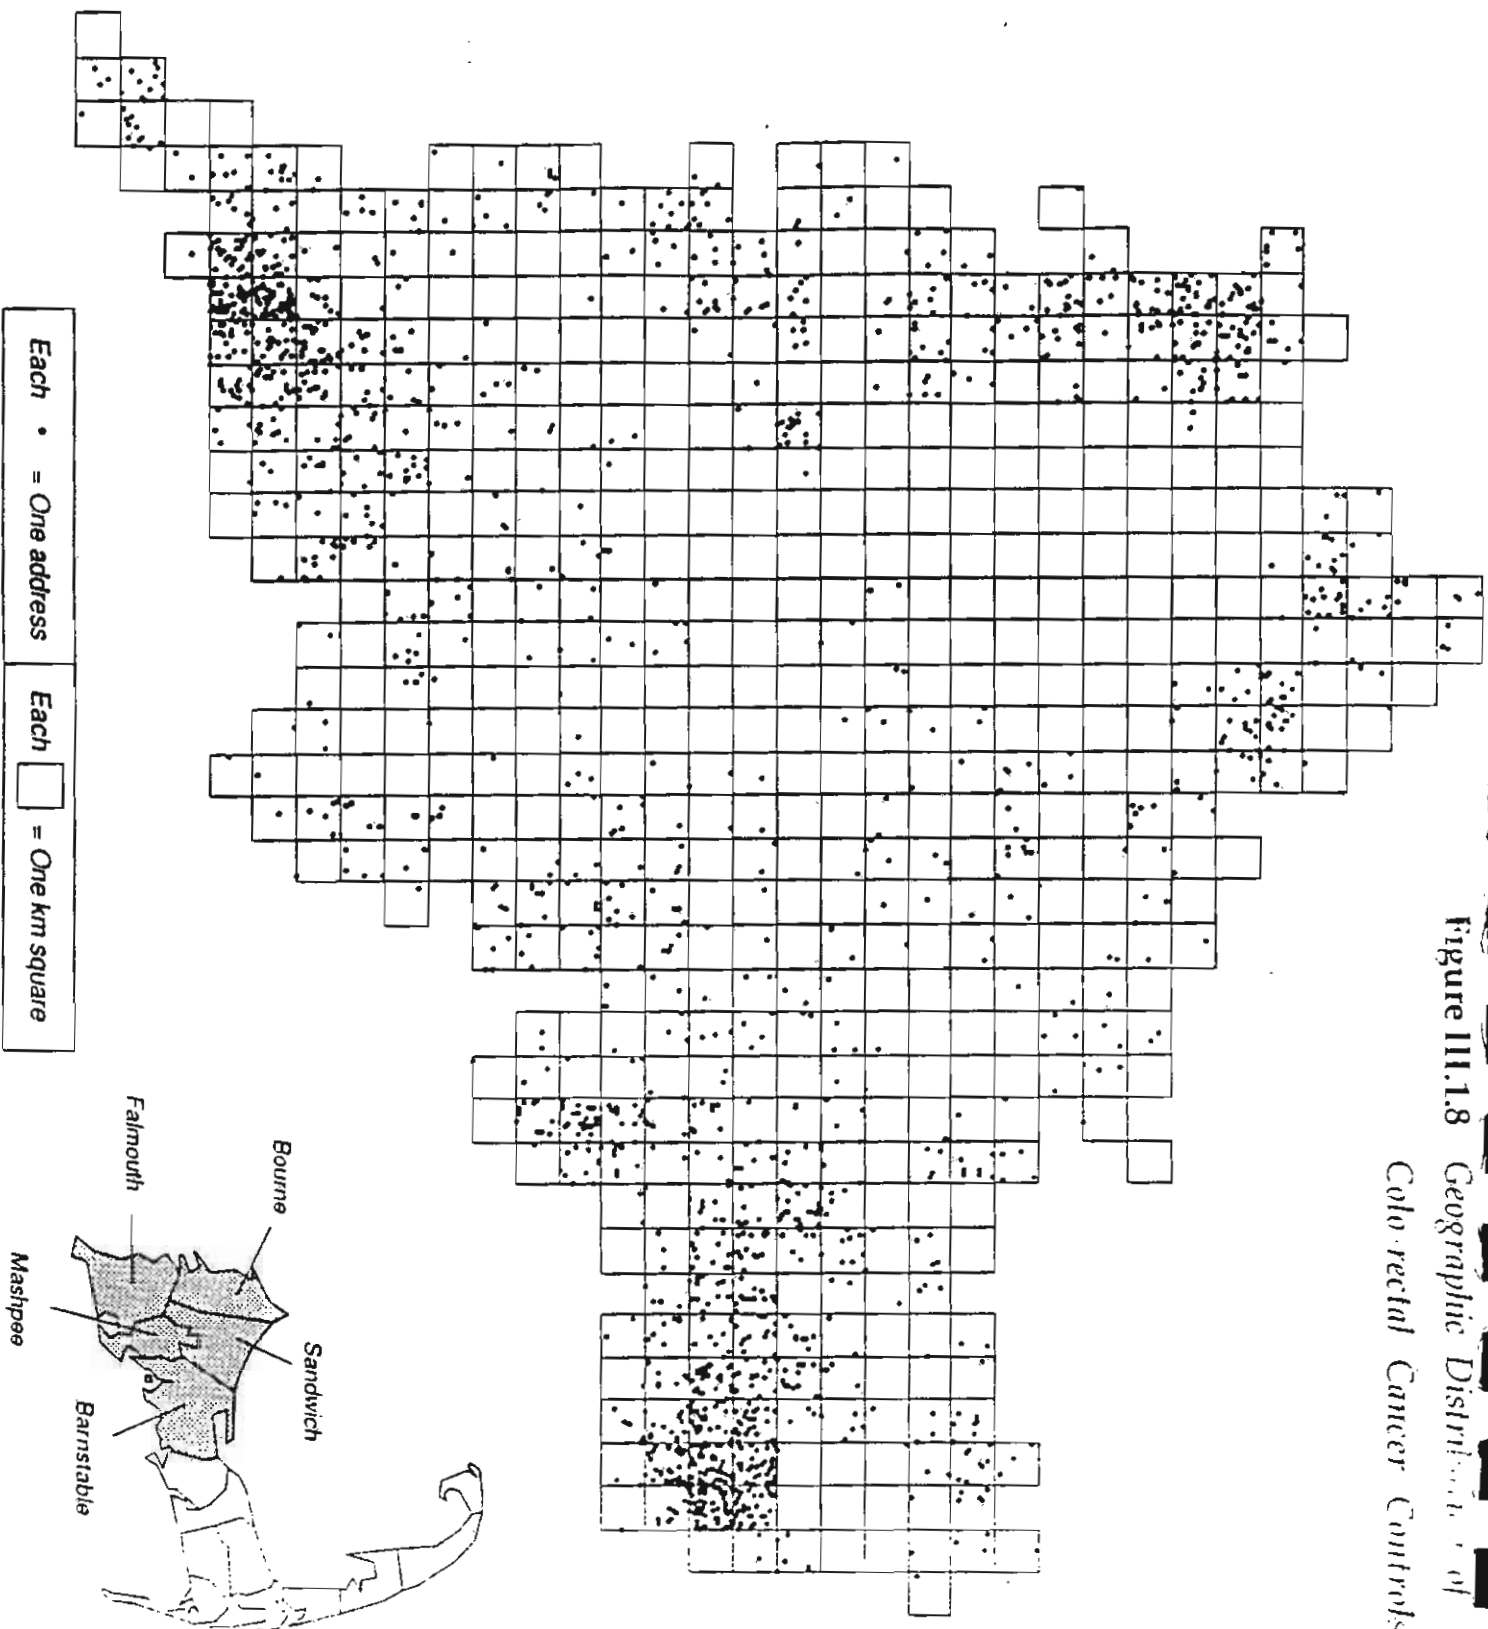 Figure III.1.8 Geographic of
Colo-rectal Cancer Controls
Each • = One address
Each □ = One km square
Bourne
Falmouth
Mashpee
Sandwich
Barnstable